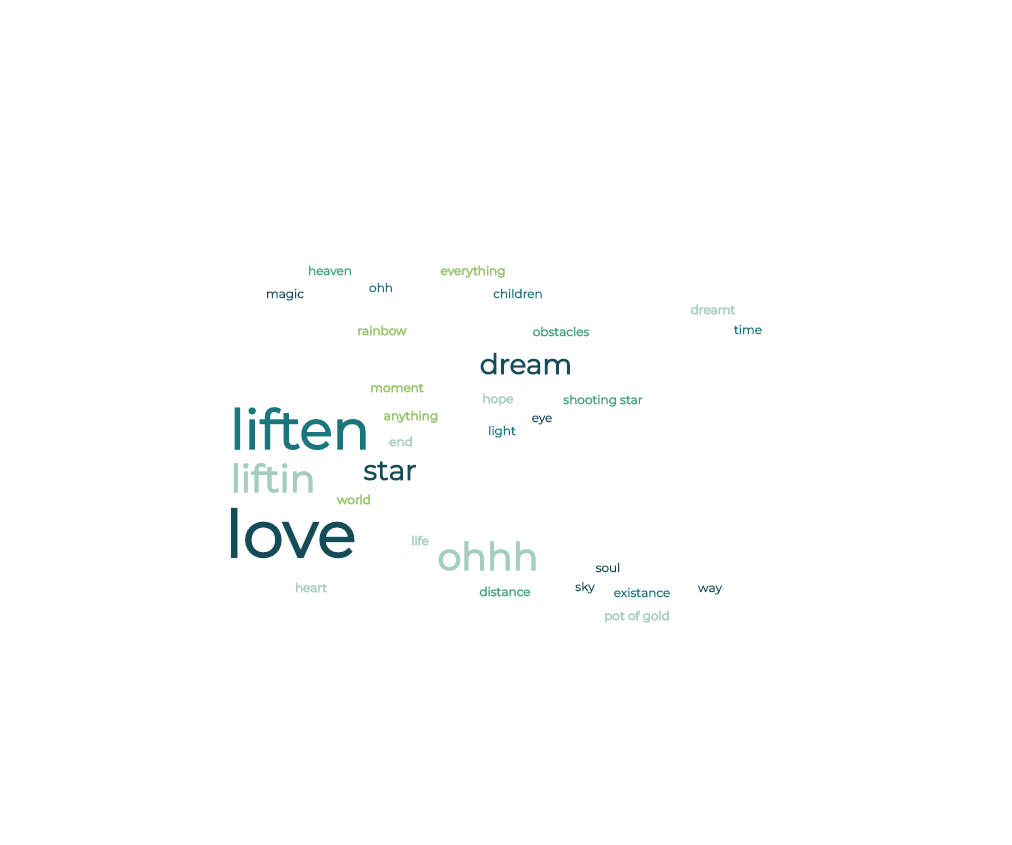 heaven
everything
ohh
magic
children
dreamt
time
rainbow
obstacles
dream
moment
hope
shooting star
anything
eye
liften
light
end
star
liftin
world
love
life
ohhh
soul
heart
distance
sky
existance
way
pot of gold